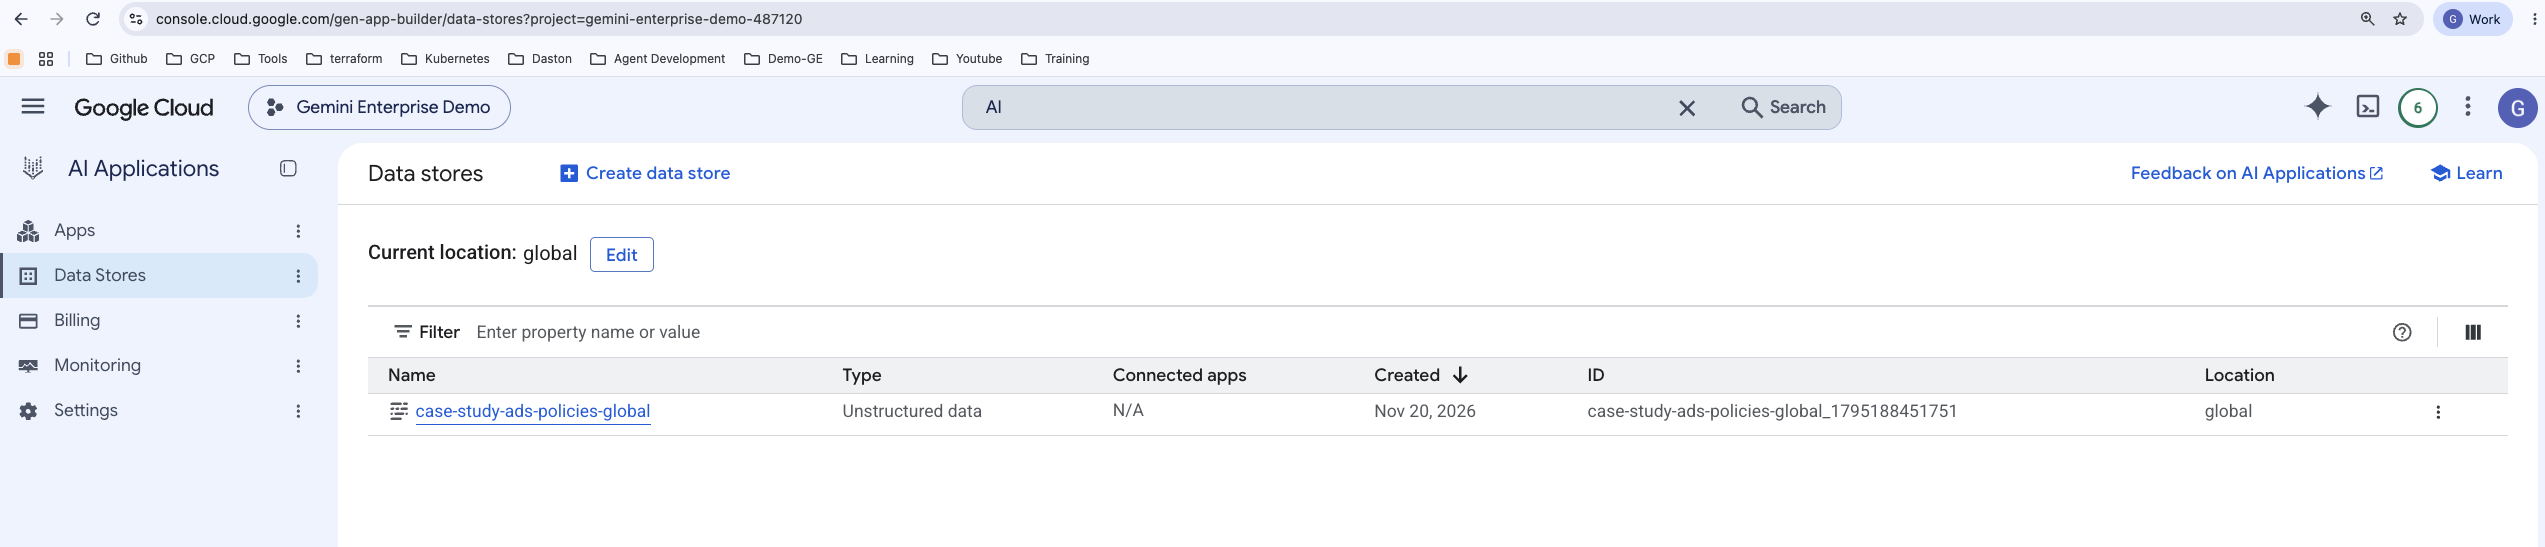 console.cloud.google.com/gen-app-builder/data-stores?project=gemini-enterprise-demo-487120
G Work
Github GCP Tools terraform Kubernetes Daston Agent Development Demo-GE Learning Youtube Training
Google Cloud Gemini Enterprise Demo AI Search 6 G
AI Applications
Apps
Data Stores
Billing
Monitoring
Settings
Data stores Create data store Feedback on AI Applications Learn
Current location: global Edit
Filter Enter property name or value
Name Type Connected apps Created ID Location
case-study-ads-policies-global Unstructured data N/A Nov 20, 2026 case-study-ads-policies-global_1795188451751 global